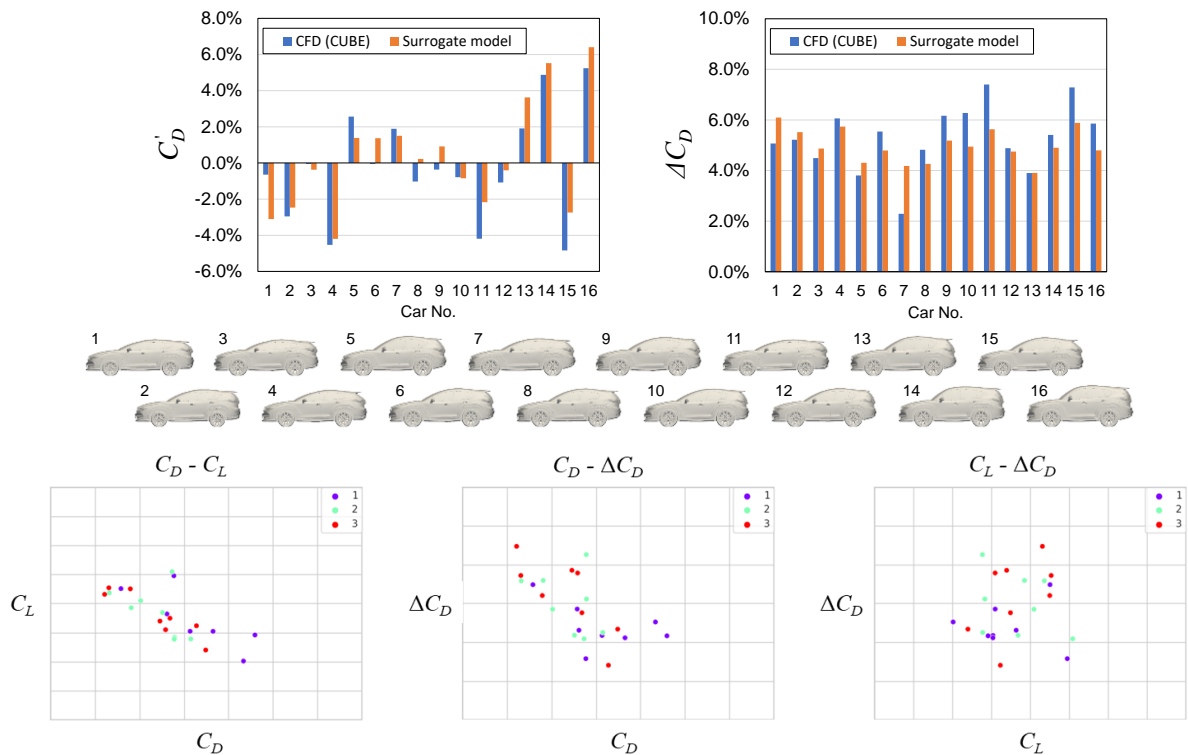 8.0%
6.0%
4.0%
2.0%
0.0%
-2.0%
-4.0%
-6.0%
C'D
CFD (CUBE) Surrogate model
1 2 3 4 5 6 7 8 9 10 11 12 13 14 15 16
Car No.
10.0%
8.0%
6.0%
4.0%
2.0%
0.0%
ΔCD
CFD (CUBE) Surrogate model
1 2 3 4 5 6 7 8 9 10 11 12 13 14 15 16
Car No.
1 3 5 7 9 11 13 15
2 4 6 8 10 12 14 16
CD - CL
1
2
3
CL
CD
CD - ΔCD
1
2
3
ΔCD
CD
CL - ΔCD
1
2
3
ΔCD
CL